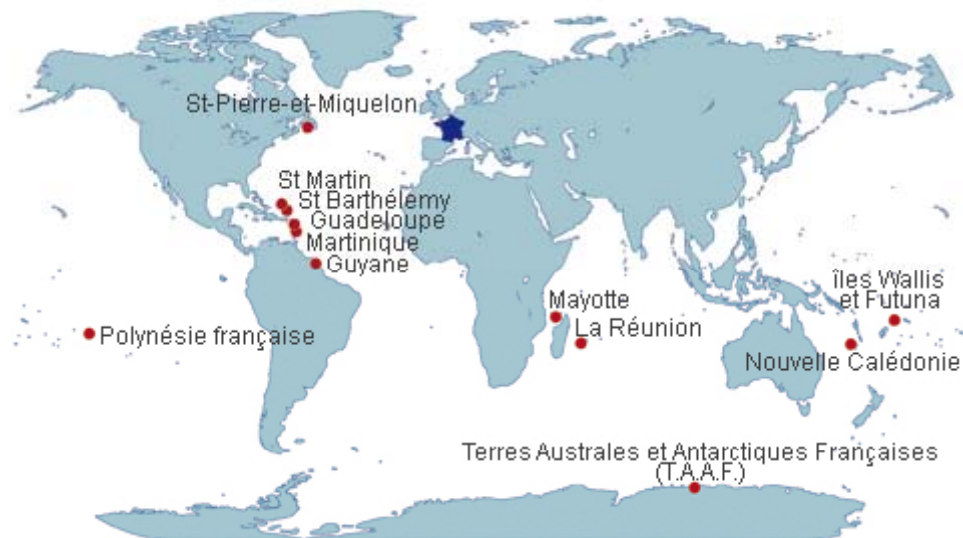 St-Pierre-et-Miquelon
St Martin
St Barthélemy
Guadeloupe
Martinique
Guyane
îles Wallis
et Futuna
Mayotte
La Réunion
Polynésie française
Nouvelle Calédonie
Terres Australes et Antarctiques Françaises
(T.A.A.F.)